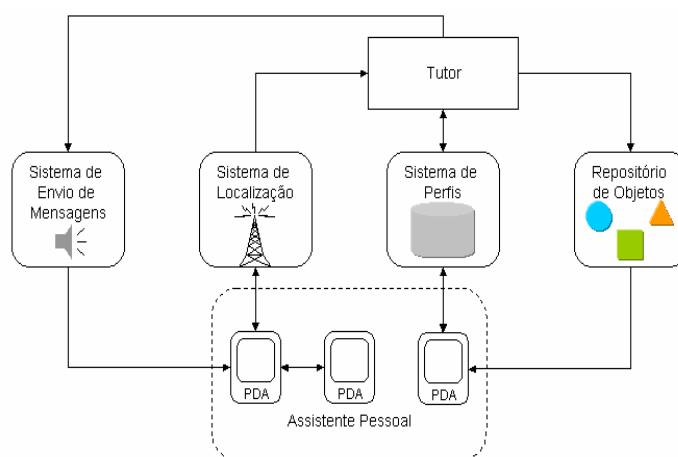 Tutor
Sistema de
Envio de
Mensagens
Sistema de
Localização
Sistema de
Perfis
Repositório
de Objetos
PDA
PDA
PDA
Assistente Pessoal